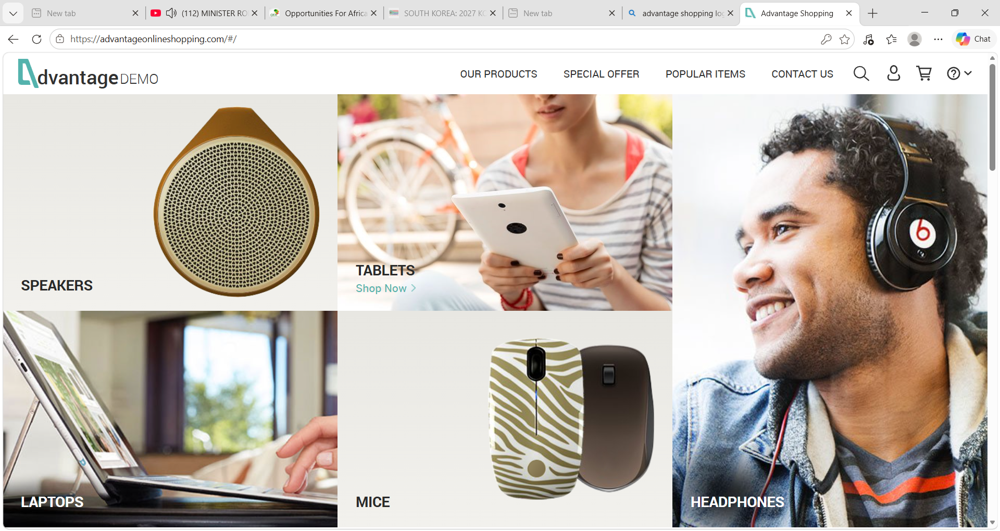 New tab
(112) MINISTER RO
Opportunities For Africa
SOUTH KOREA: 2027 KO
New tab
advantage shopping log
Advantage Shopping
https://advantageonlineshopping.com/#/
Chat
dvantage DEMO
OUR PRODUCTS
SPECIAL OFFER
POPULAR ITEMS
CONTACT US
SPEAKERS
TABLETS
Shop Now
LAPTOPS
MICE
HEADPHONES